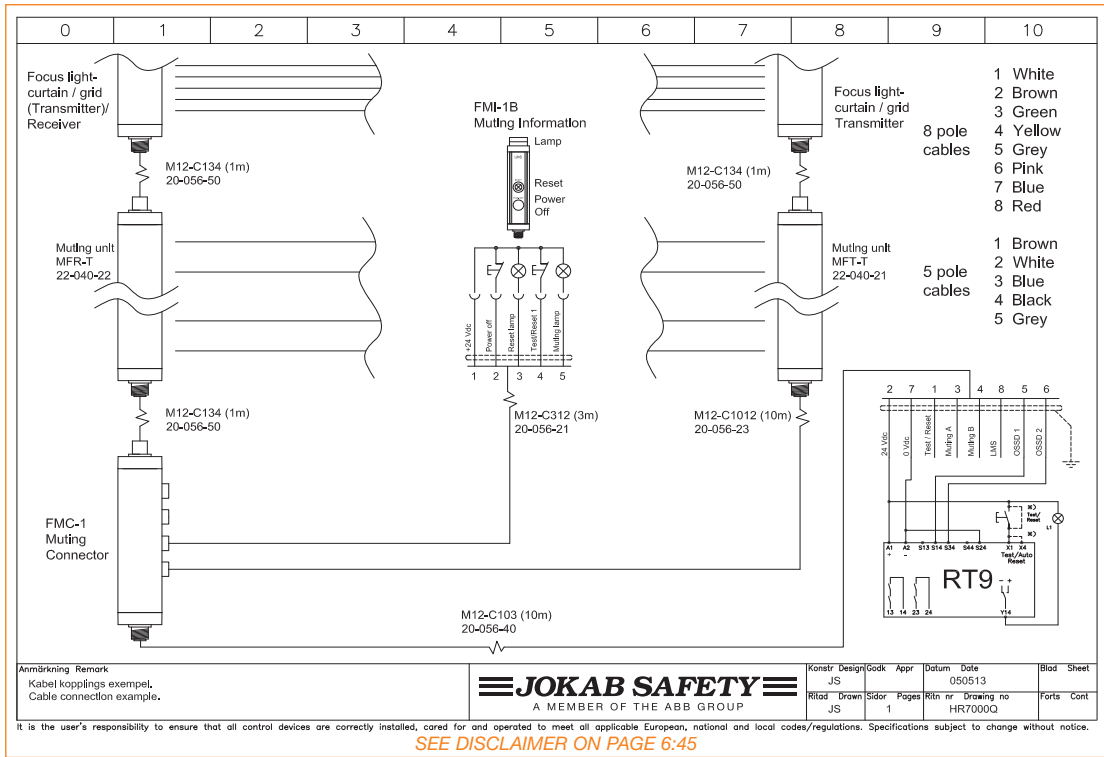 0 1 2 3 4 5 6 7 8 9 10
Focus light-
curtain / grid
(Transmitter)/
Receiver
M12-C134 (1m)
20-056-50
Muting unit
MFR-T
22-040-22
M12-C134 (1m)
20-056-50
FMC-1
Muting
Connector
FMI-1B
Muting Information
Lamp
LMS
Reset
Power
Off
+24 Vdc
Power off
Reset lamp
Test/Reset 1
Muting lamp
1 2 3 4 5
M12-C312 (3m)
20-056-21
Focus light-
curtain / grid
Transmitter
M12-C134 (1m)
20-056-50
Muting unit
MFT-T
22-040-21
M12-C1012 (10m)
20-056-23
M12-C103 (10m)
20-056-40
8 pole
cables
1 White
2 Brown
3 Green
4 Yellow
5 Grey
6 Pink
7 Blue
8 Red
5 pole
cables
1 Brown
2 White
3 Blue
4 Black
5 Grey
2 7 1 3 4 8 5 6
24 Vdc
0 Vdc
Test / Reset
Muting A
Muting B
LMS
OSSD 1
OSSD 2
※)
Test/
Reset
※)
L1
A1 A2 S13 S14 S34 S44 S24 X1 X4
+ -
Test/Auto
Reset
RT9
- +
13 14 23 24 Y14
Anmärkning Remark
Kabel kopplings exempel.
Cable connection example.
JOKAB SAFETY
A MEMBER OF THE ABB GROUP
Konstr Design Godk Appr Datum Date Blad Sheet
JS 050513
Ritad Drawn Sidor Pages Ritn nr Drawing no Forts Cont
JS 1 HR7000Q
It is the user's responsibility to ensure that all control devices are correctly installed, cared for and operated to meet all applicable European, national and local codes/regulations. Specifications subject to change without notice.
SEE DISCLAIMER ON PAGE 6:45